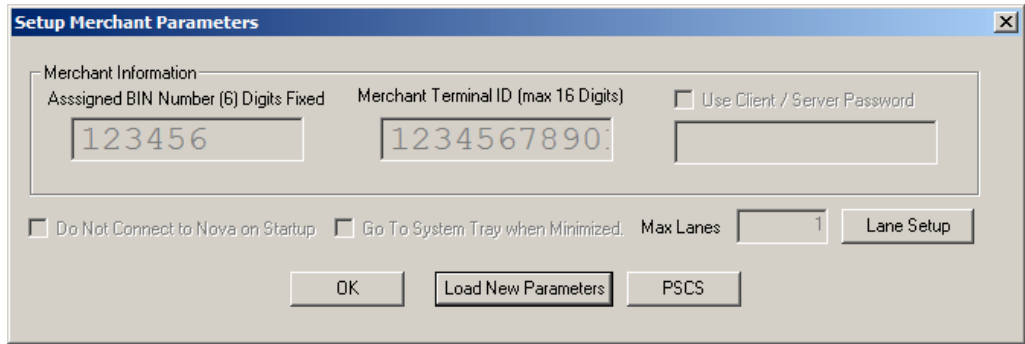 Setup Merchant Parameters
Merchant Information
Asssigned BIN Number (6) Digits Fixed
Merchant Terminal ID (max 16 Digits)
Use Client / Server Password
123456
1234567890
Do Not Connect to Nova on Startup
Go To System Tray when Minimized.
Max Lanes
1
Lane Setup
OK
Load New Parameters
PSCS